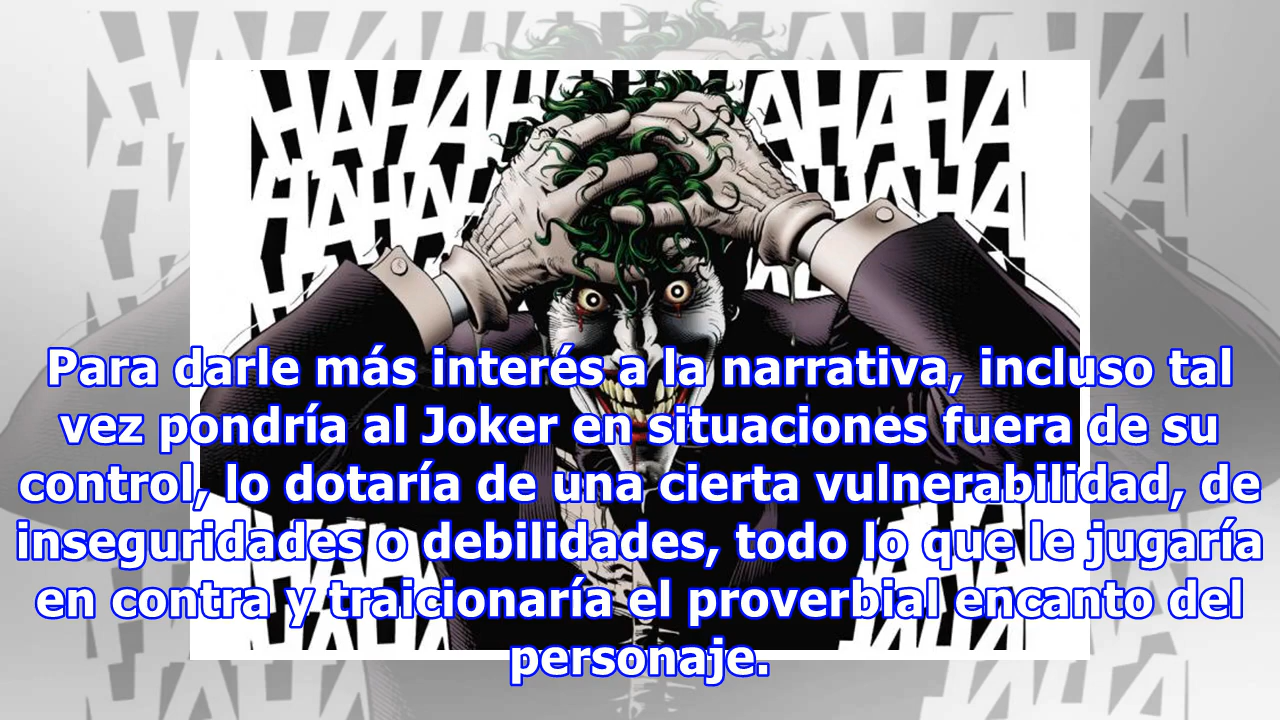 HAHAHAHAHA
HAHAHAHAHA
Para darle más interés a la narrativa, incluso tal
vez pondría al Joker en situaciones fuera de su
control, lo dotaría de una cierta vulnerabilidad, de
inseguridades o debilidades, todo lo que le jugaría
en contra y traicionaría el proverbial encanto del
personaje.